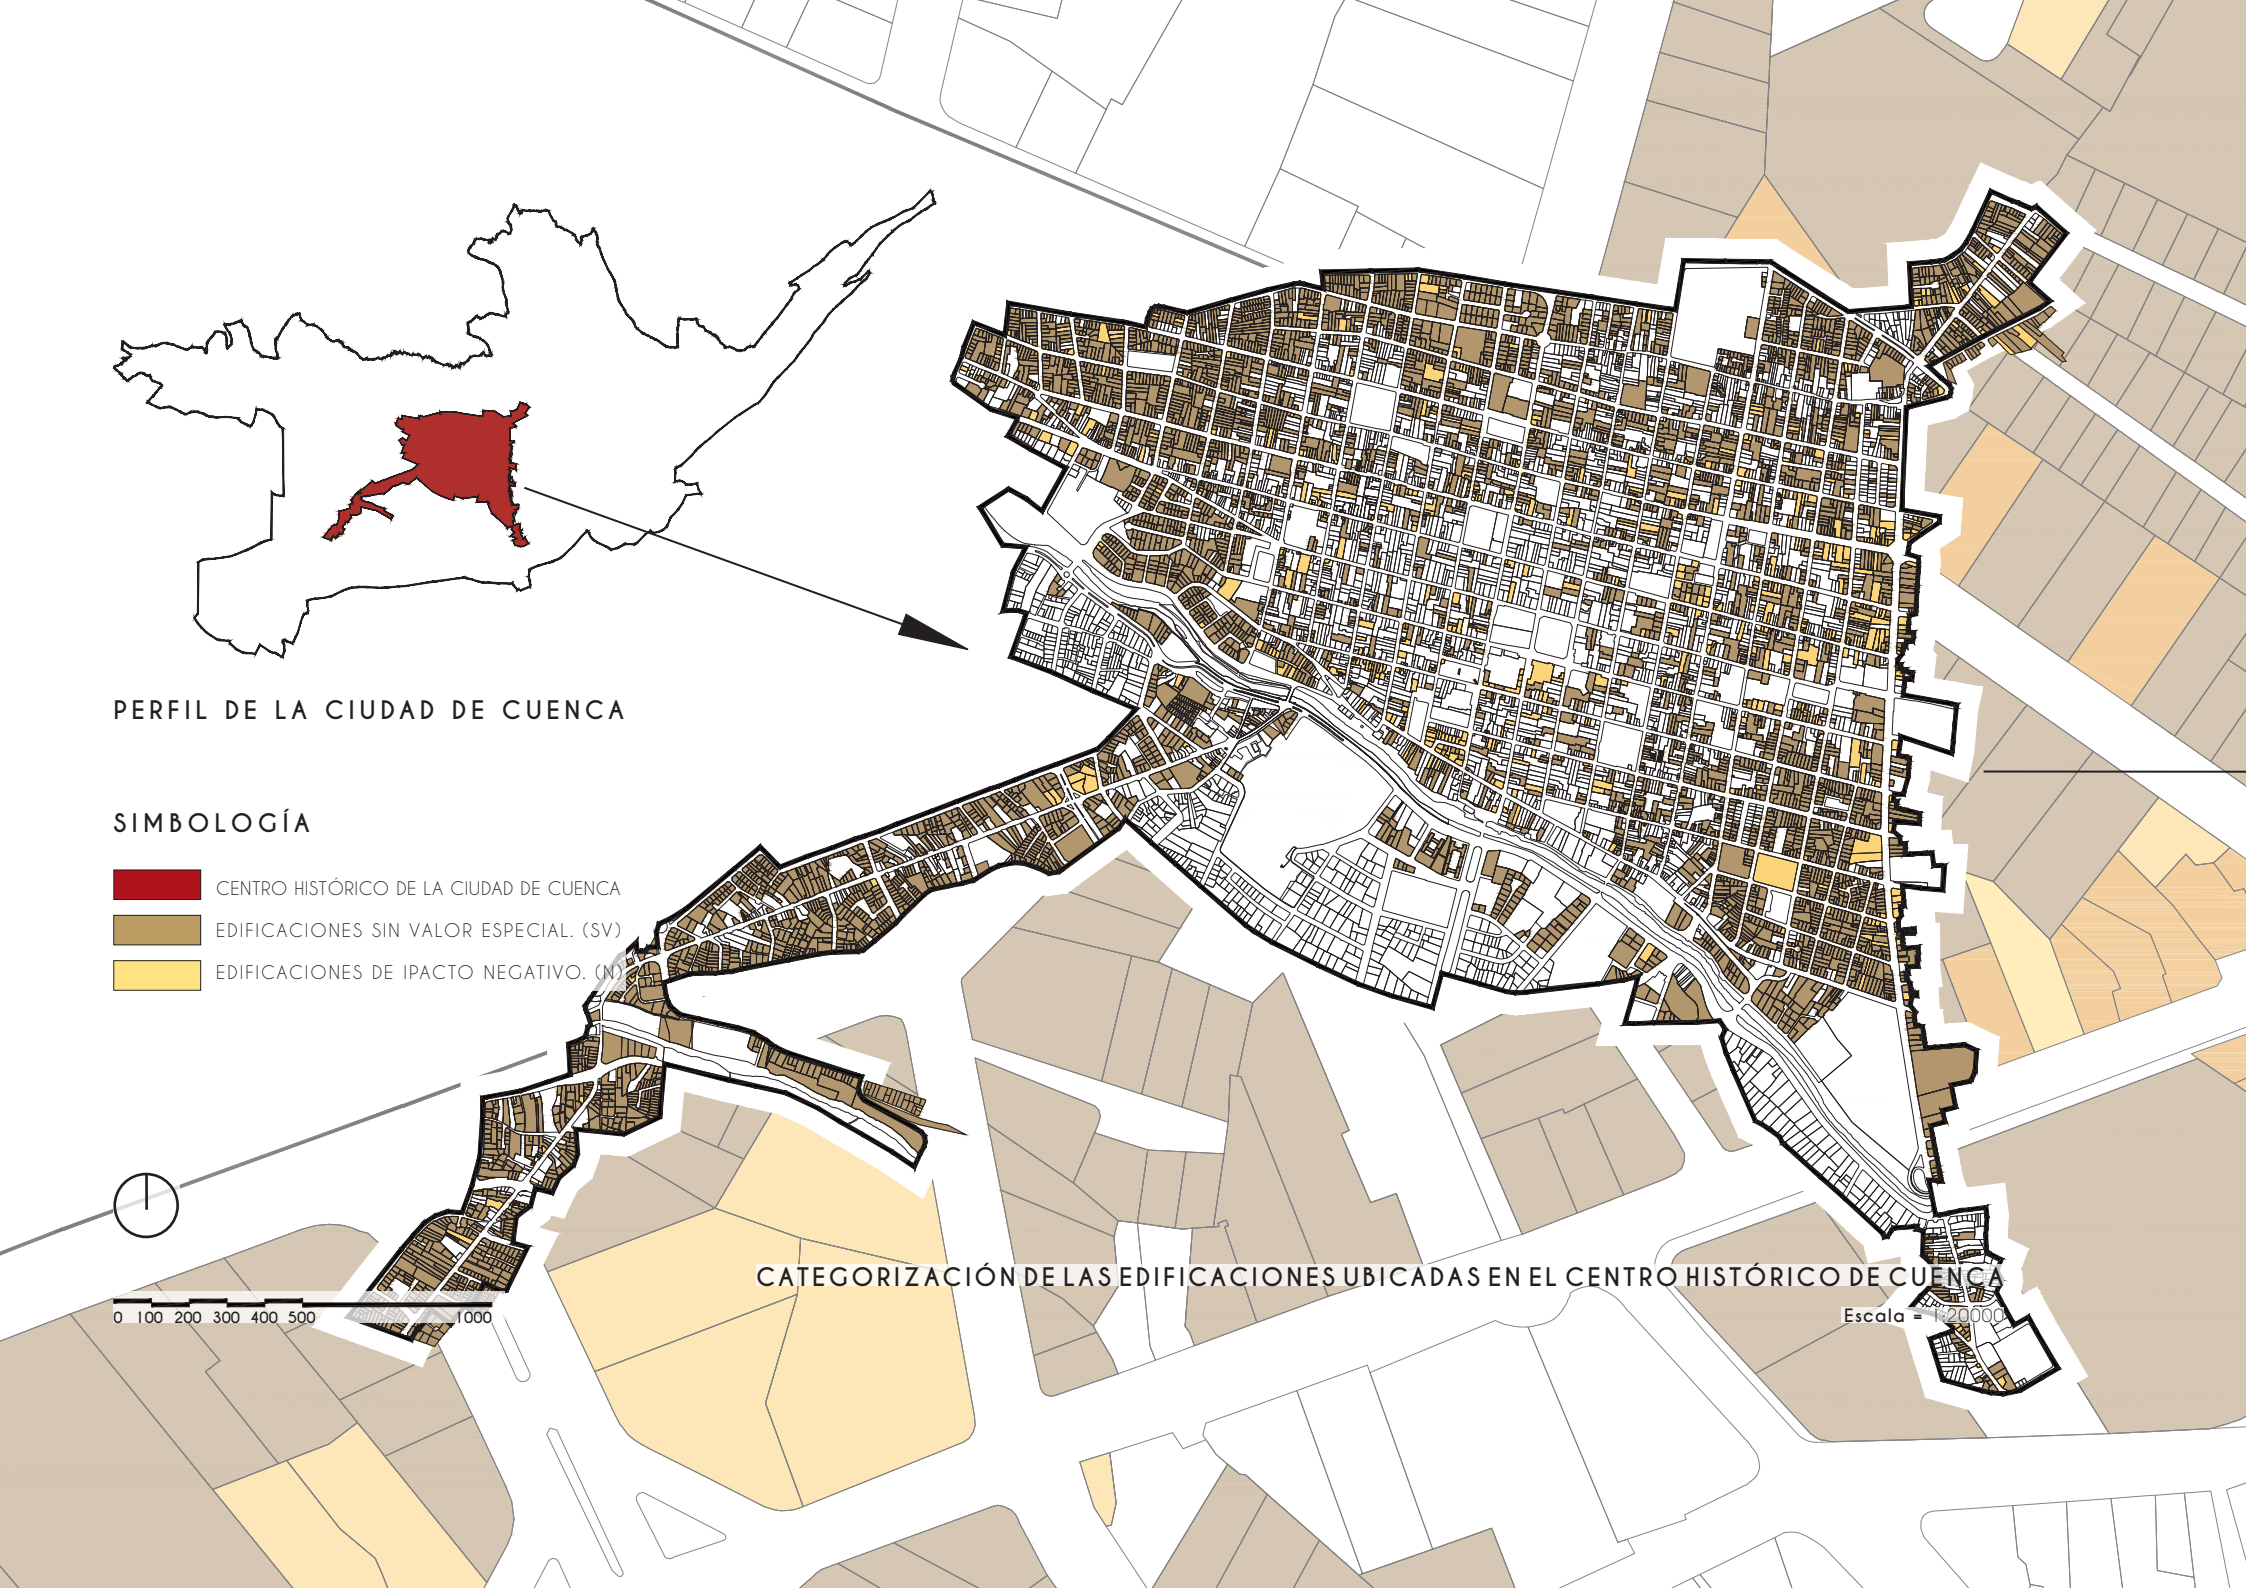 PERFIL DE LA CIUDAD DE CUENCA
SIMBOLOGÍA
CENTRO HISTÓRICO DE LA CIUDAD DE CUENCA
EDIFICACIONES SIN VALOR ESPECIAL. (SV)
EDIFICACIONES DE IPACTO NEGATIVO. (N)
CATEGORIZACIÓN DE LAS EDIFICACIONES UBICADAS EN EL CENTRO HISTÓRICO DE CUENCA
0 100 200 300 400 500 1000
Escala = 1:20000